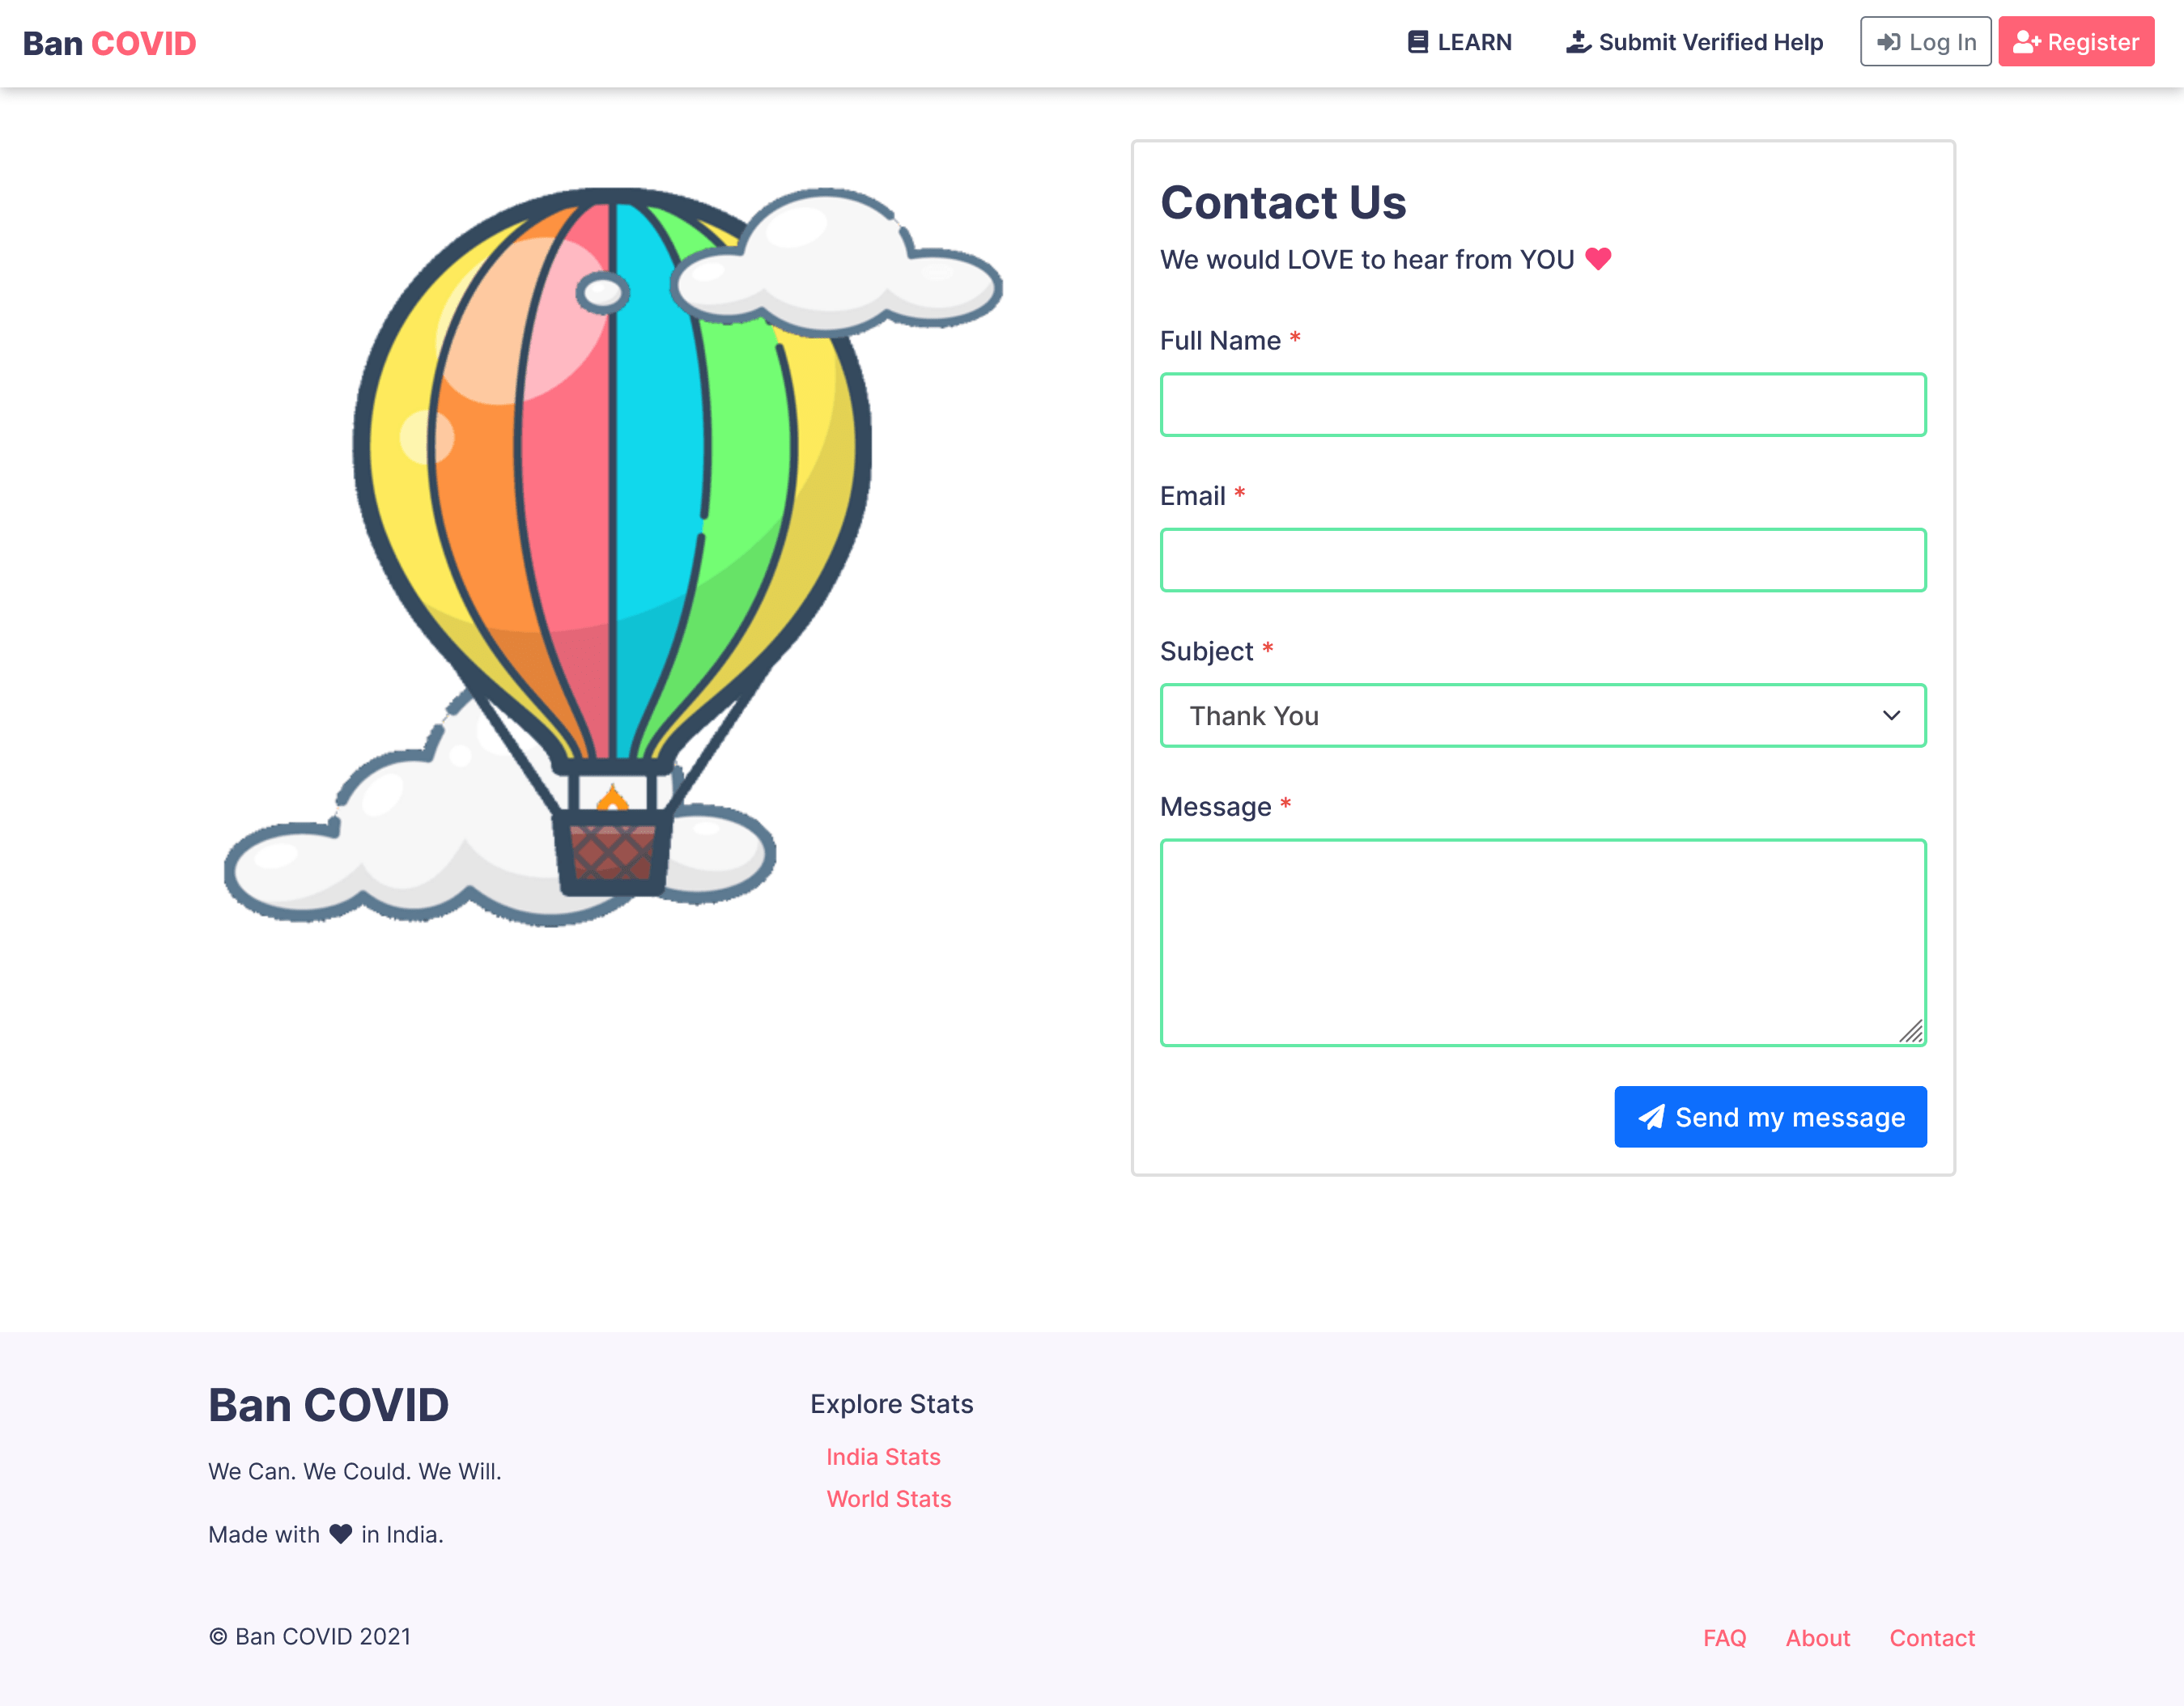 Ban COVID
LEARN
Submit Verified Help
Log In
Register
Contact Us
We would LOVE to hear from YOU
Full Name *
Email *
Subject *
Thank You
Message *
Send my message
Ban COVID
We Can. We Could. We Will.
Made with in India.
Explore Stats
India Stats
World Stats
© Ban COVID 2021
FAQ
About
Contact